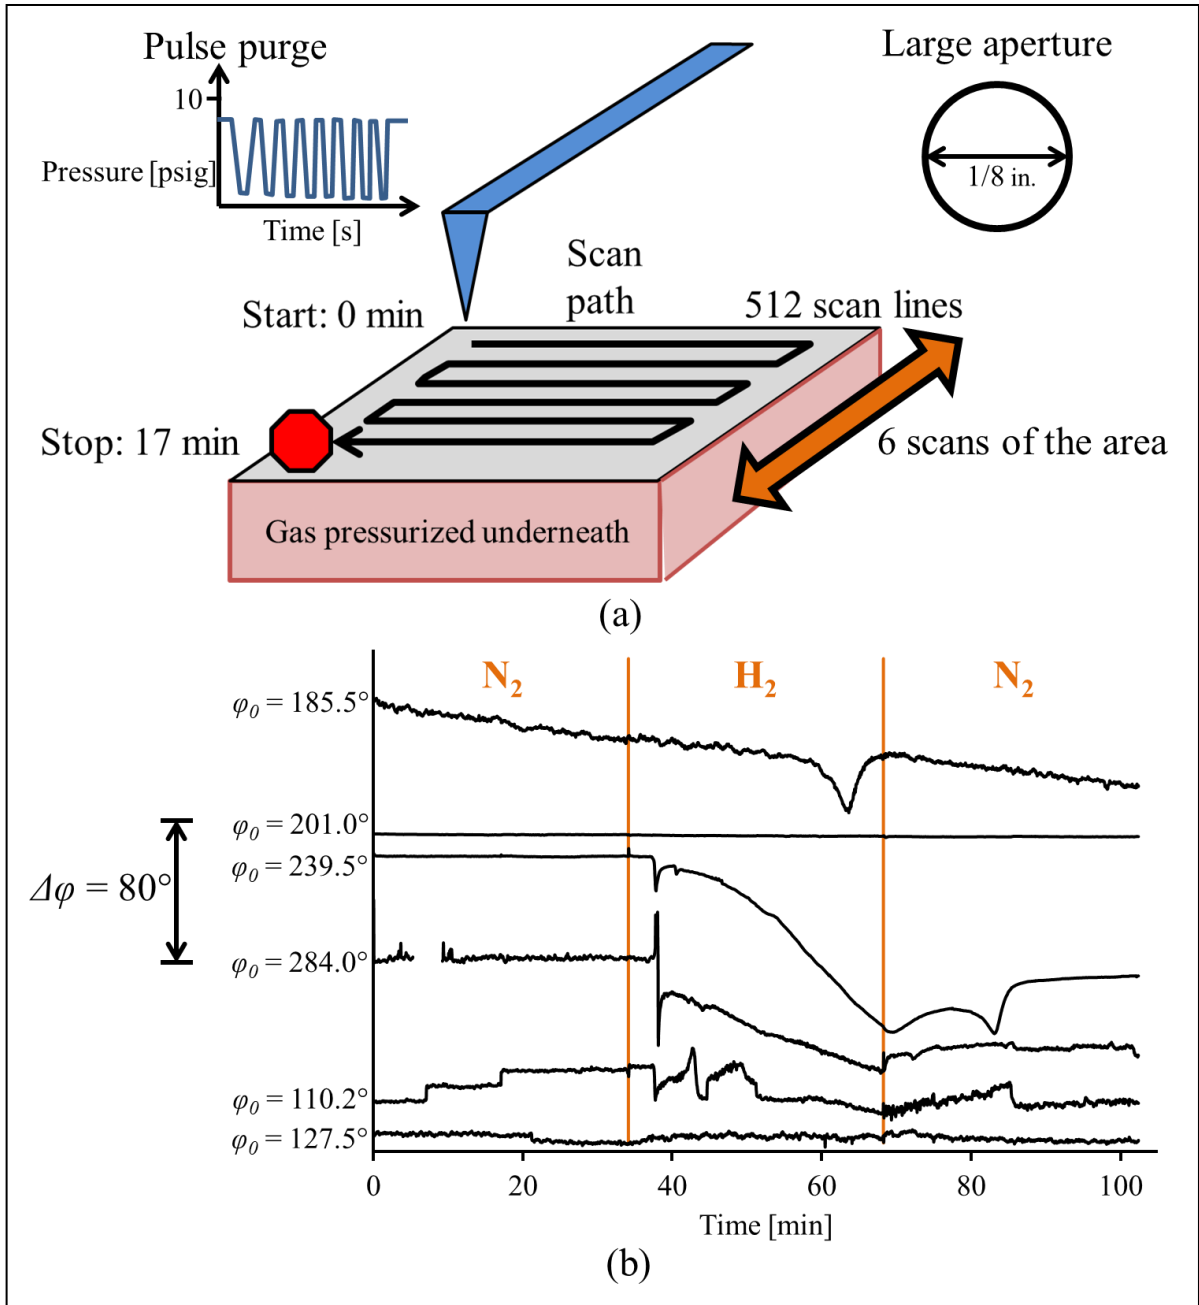 Pulse purge
Large aperture
10
Pressure [psig]
Time [s]
1/8 in.
Scan
path
Start: 0 min
512 scan lines
Stop: 17 min
6 scans of the area
Gas pressurized underneath
(a)
N₂
H₂
N₂
φ₀ = 185.5°
φ₀ = 201.0°
φ₀ = 239.5°
Δφ = 80°
φ₀ = 284.0°
φ₀ = 110.2°
φ₀ = 127.5°
0 20 40 60 80 100
Time [min]
(b)